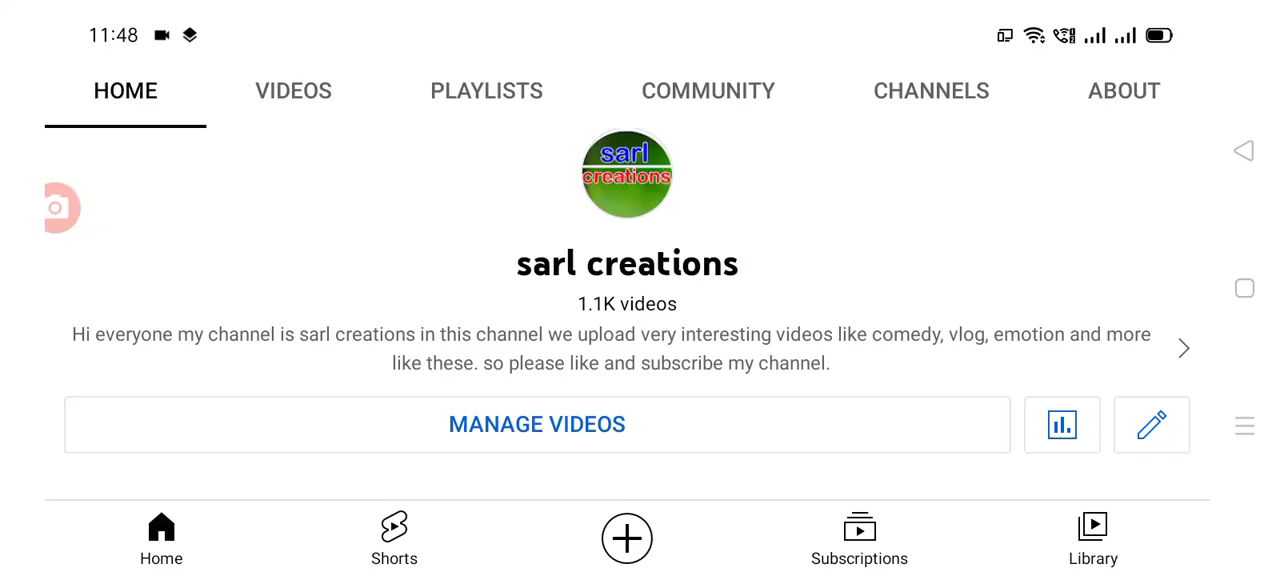 11:48
HOME VIDEOS PLAYLISTS COMMUNITY CHANNELS ABOUT
sarl
creations
sarl creations
1.1K videos
Hi everyone my channel is sarl creations in this channel we upload very interesting videos like comedy, vlog, emotion and more
like these. so please like and subscribe my channel.
MANAGE VIDEOS
Home Shorts Subscriptions Library